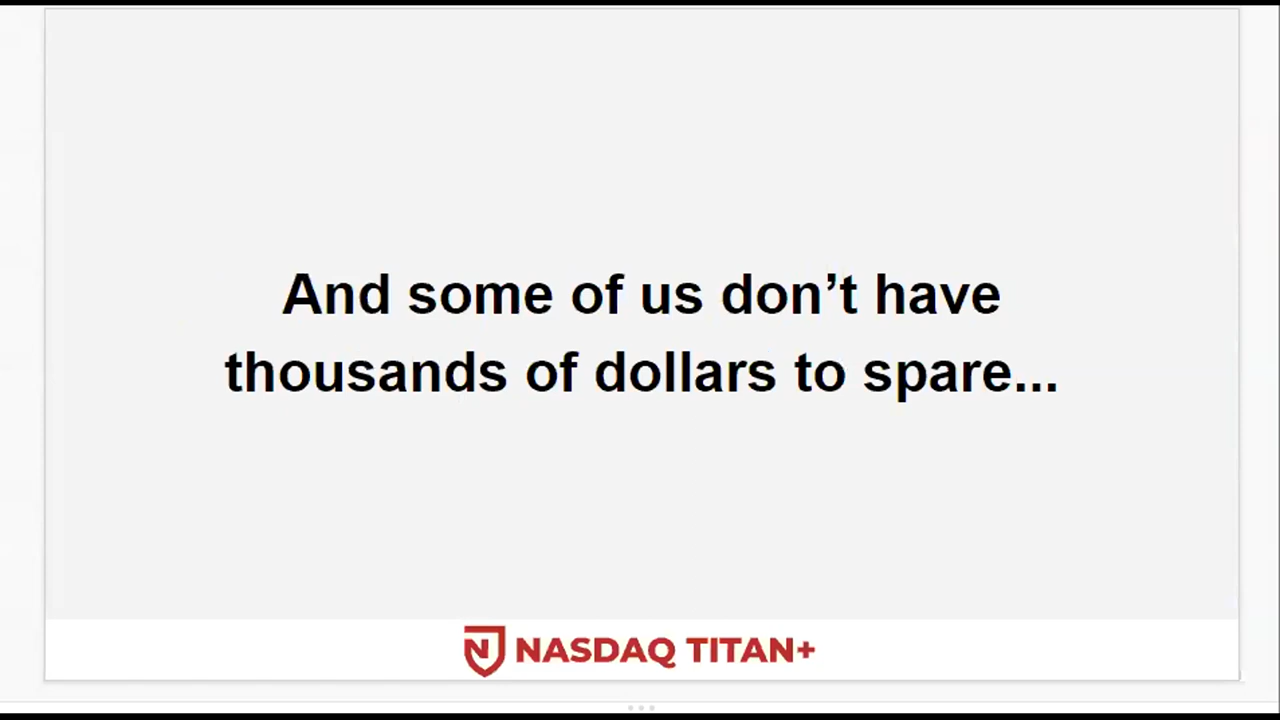 And some of us don’t have
thousands of dollars to spare...
NASDAQ TITAN+